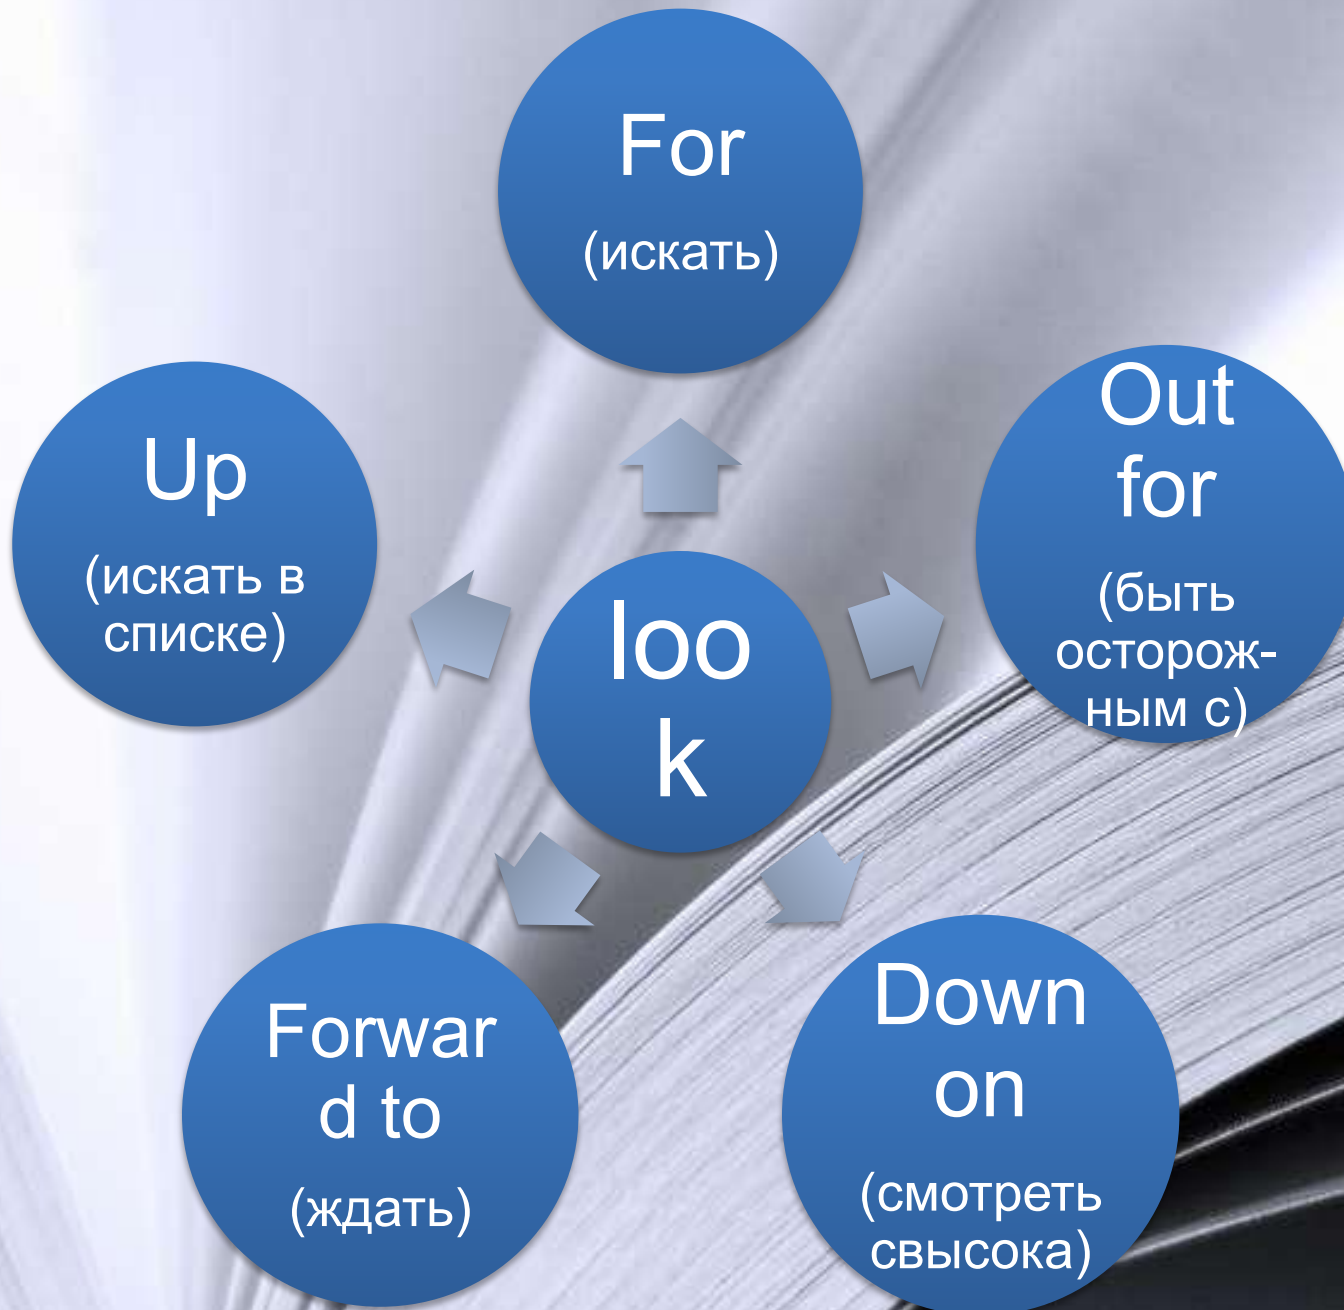 For
(искать)
Out
for
(быть
осторож-
ным с)
Down
on
(смотреть
свысока)
Forwar
d to
(ждать)
Up
(искать в
списке)
loo
k